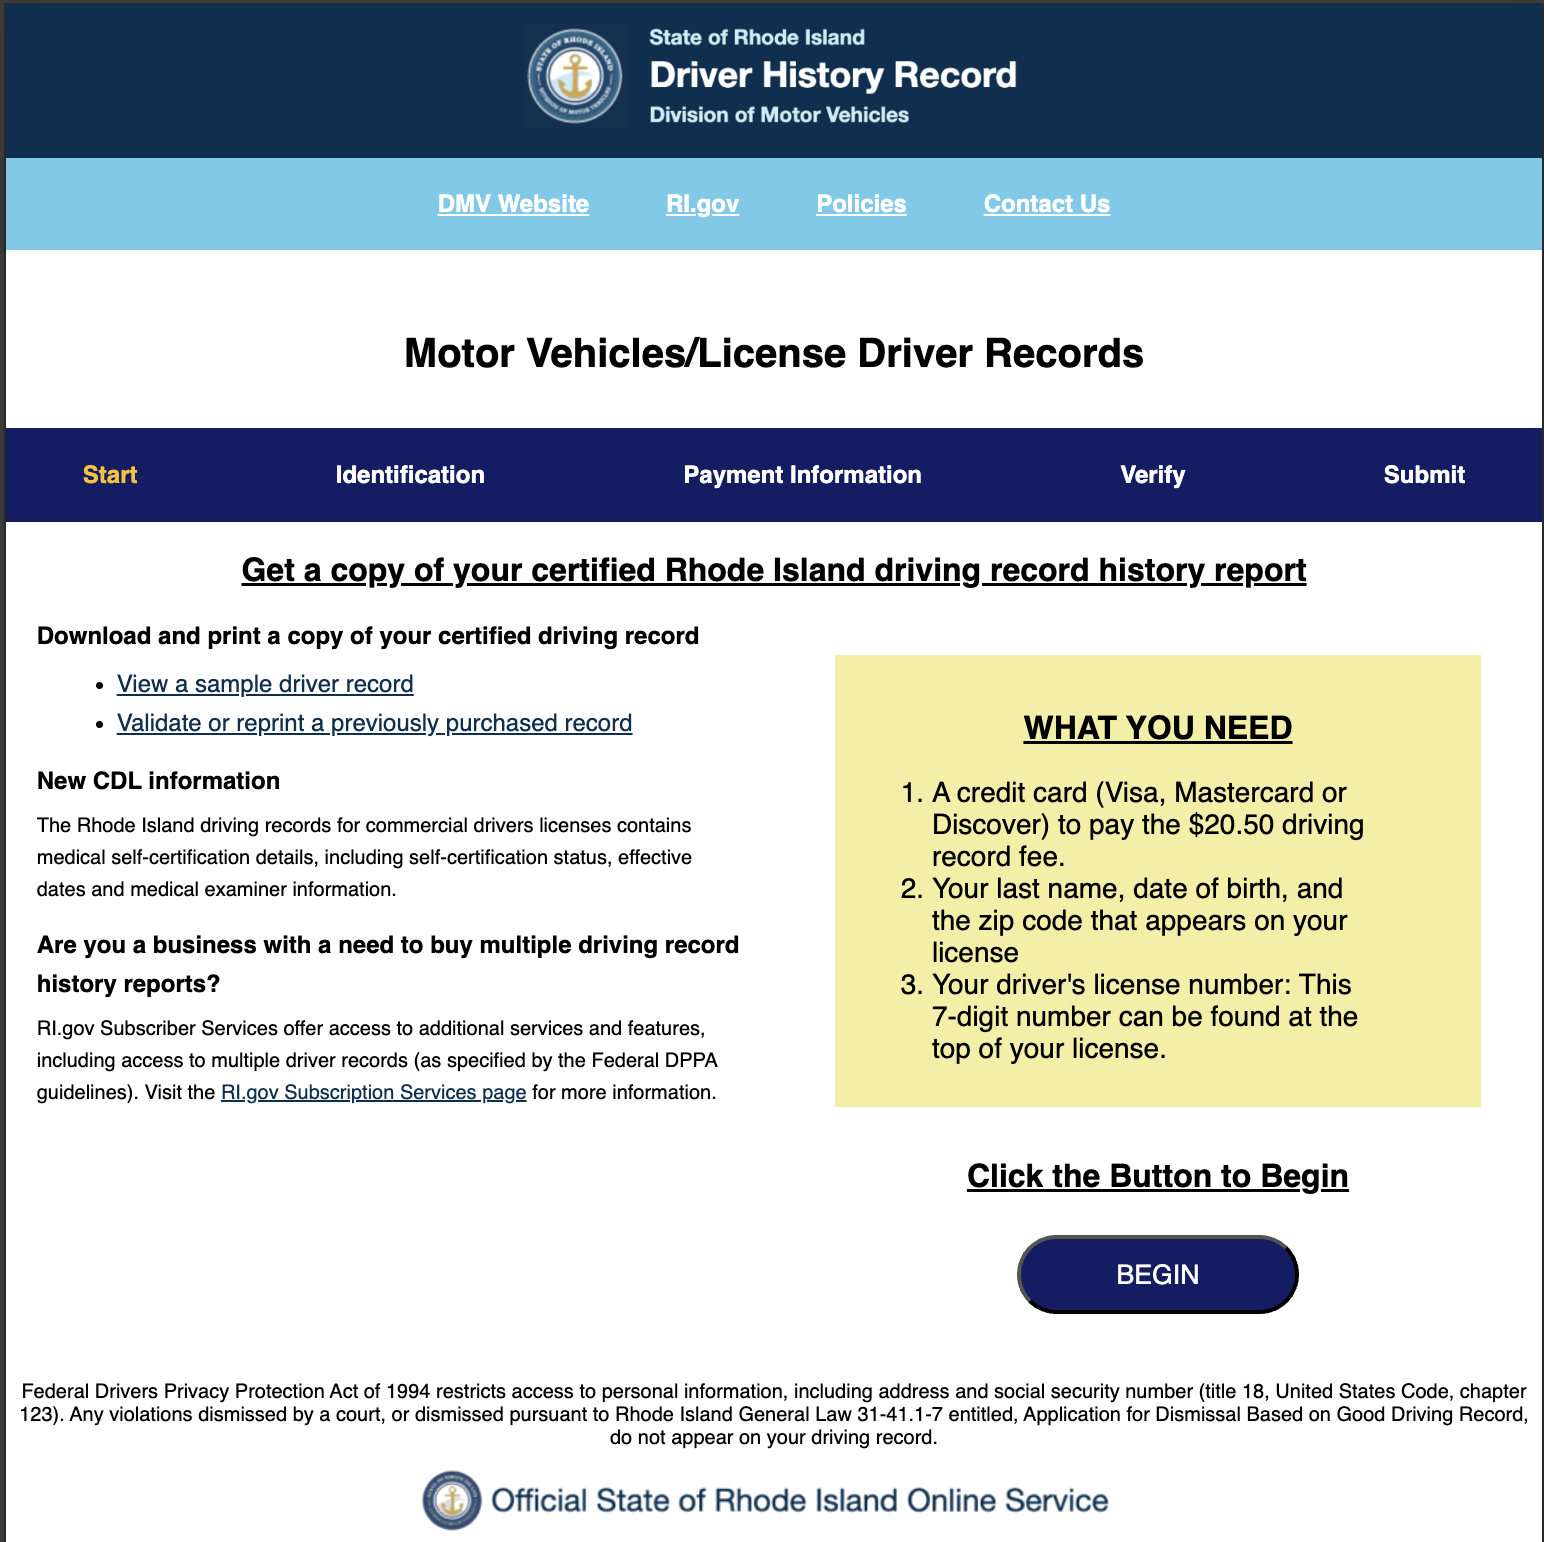 State of Rhode Island
Driver History Record
Division of Motor Vehicles
STATE OF RHODE ISLAND
DIVISION OF MOTOR VEHICLES
DMV Website RI.gov Policies Contact Us
Motor Vehicles/License Driver Records
Start Identification Payment Information Verify Submit
Get a copy of your certified Rhode Island driving record history report
Download and print a copy of your certified driving record
• View a sample driver record
• Validate or reprint a previously purchased record
New CDL information
The Rhode Island driving records for commercial drivers licenses contains
medical self-certification details, including self-certification status, effective
dates and medical examiner information.
Are you a business with a need to buy multiple driving record
history reports?
RI.gov Subscriber Services offer access to additional services and features,
including access to multiple driver records (as specified by the Federal DPPA
guidelines). Visit the RI.gov Subscription Services page for more information.
WHAT YOU NEED
1. A credit card (Visa, Mastercard or
Discover) to pay the $20.50 driving
record fee.
2. Your last name, date of birth, and
the zip code that appears on your
license
3. Your driver's license number: This
7-digit number can be found at the
top of your license.
Click the Button to Begin
BEGIN
Federal Drivers Privacy Protection Act of 1994 restricts access to personal information, including address and social security number (title 18, United States Code, chapter
123). Any violations dismissed by a court, or dismissed pursuant to Rhode Island General Law 31-41.1-7 entitled, Application for Dismissal Based on Good Driving Record,
do not appear on your driving record.
Official State of Rhode Island Online Service